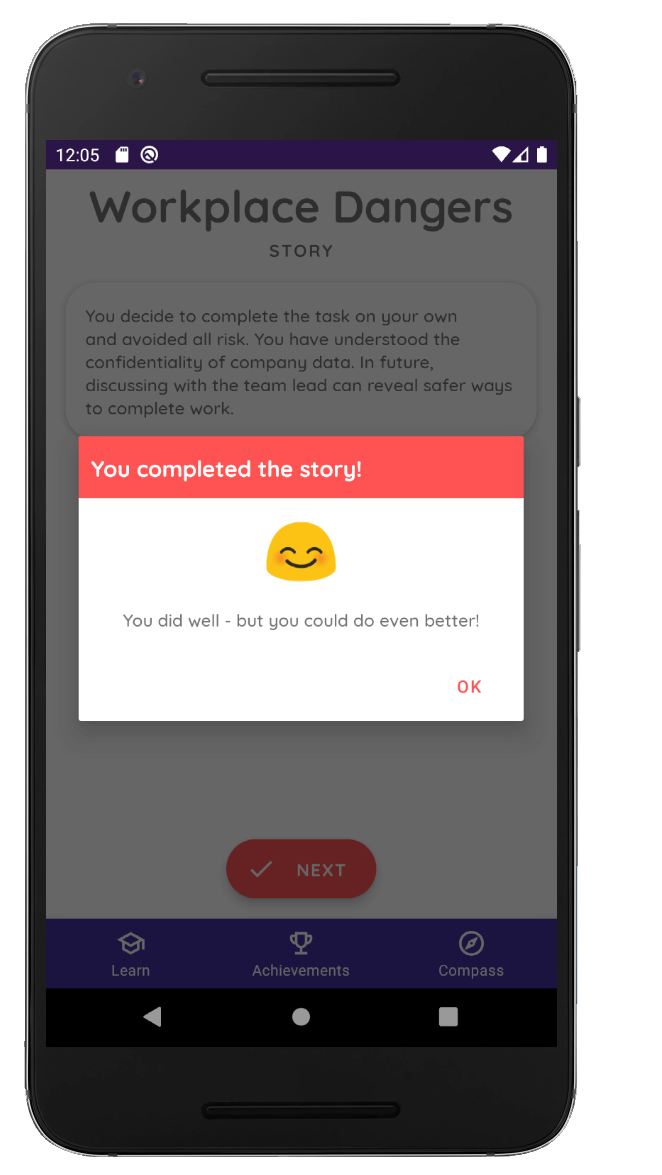 12:05
Workplace Dangers
STORY
You decide to complete the task on your own
and avoided all risk. You have understood the
confidentiality of company data. In future,
discussing with the team lead can reveal safer ways
to complete work.
You completed the story!
You did well - but you could do even better!
OK
NEXT
Learn
Achievements
Compass